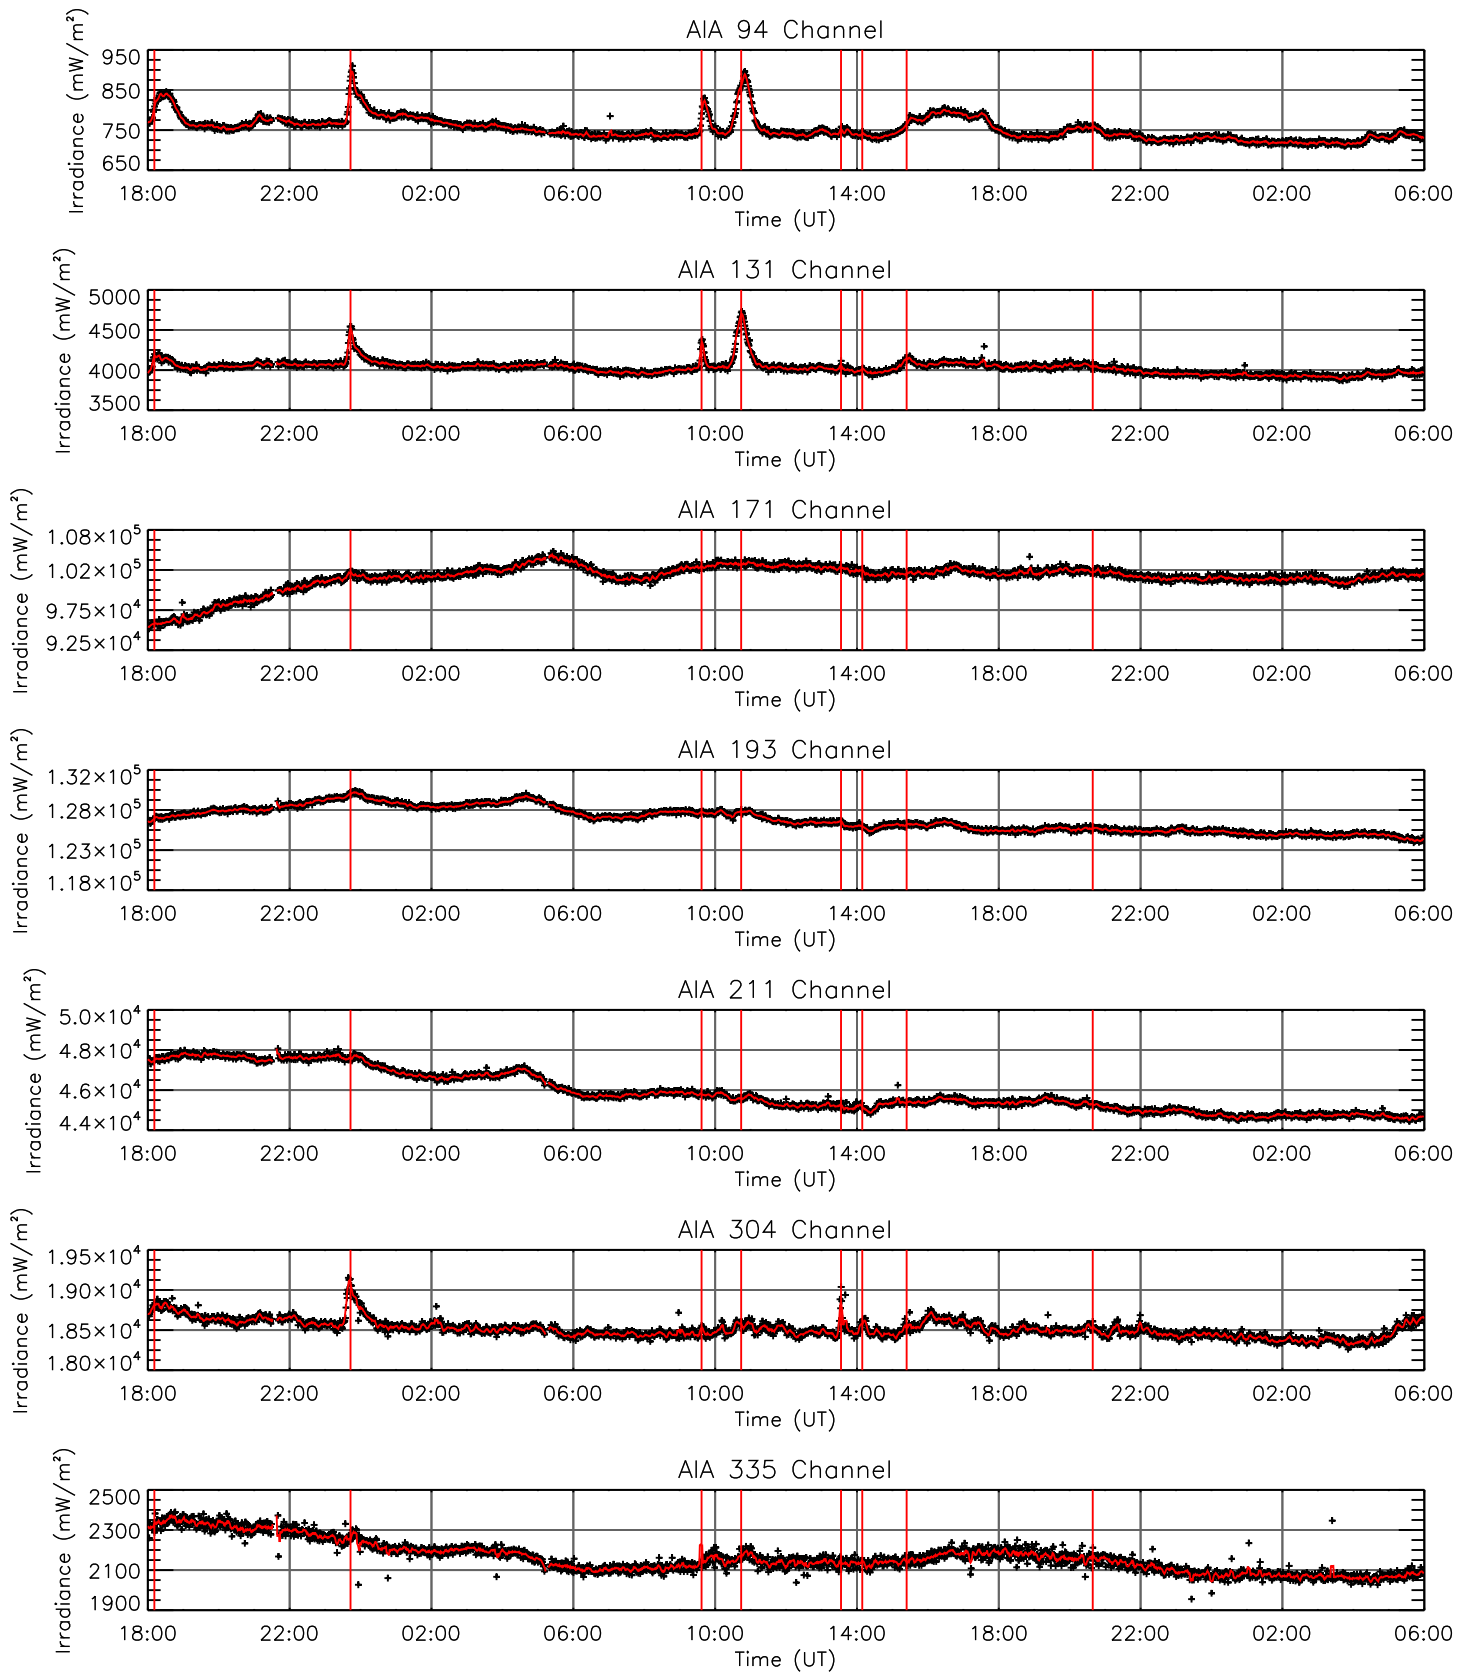 AIA 94 Channel
Irradiance (mW/m²)
950
850
750
650
18:00 22:00 02:00 06:00 10:00 14:00 18:00 22:00 02:00 06:00
Time (UT)
AIA 131 Channel
Irradiance (mW/m²)
5000
4500
4000
3500
18:00 22:00 02:00 06:00 10:00 14:00 18:00 22:00 02:00 06:00
Time (UT)
AIA 171 Channel
Irradiance (mW/m²)
1.08×10⁵
1.02×10⁵
9.75×10⁴
9.25×10⁴
18:00 22:00 02:00 06:00 10:00 14:00 18:00 22:00 02:00 06:00
Time (UT)
AIA 193 Channel
Irradiance (mW/m²)
1.32×10⁵
1.28×10⁵
1.23×10⁵
1.18×10⁵
18:00 22:00 02:00 06:00 10:00 14:00 18:00 22:00 02:00 06:00
Time (UT)
AIA 211 Channel
Irradiance (mW/m²)
5.0×10⁴
4.8×10⁴
4.6×10⁴
4.4×10⁴
18:00 22:00 02:00 06:00 10:00 14:00 18:00 22:00 02:00 06:00
Time (UT)
AIA 304 Channel
Irradiance (mW/m²)
1.95×10⁴
1.90×10⁴
1.85×10⁴
1.80×10⁴
18:00 22:00 02:00 06:00 10:00 14:00 18:00 22:00 02:00 06:00
Time (UT)
AIA 335 Channel
Irradiance (mW/m²)
2500
2300
2100
1900
18:00 22:00 02:00 06:00 10:00 14:00 18:00 22:00 02:00 06:00
Time (UT)